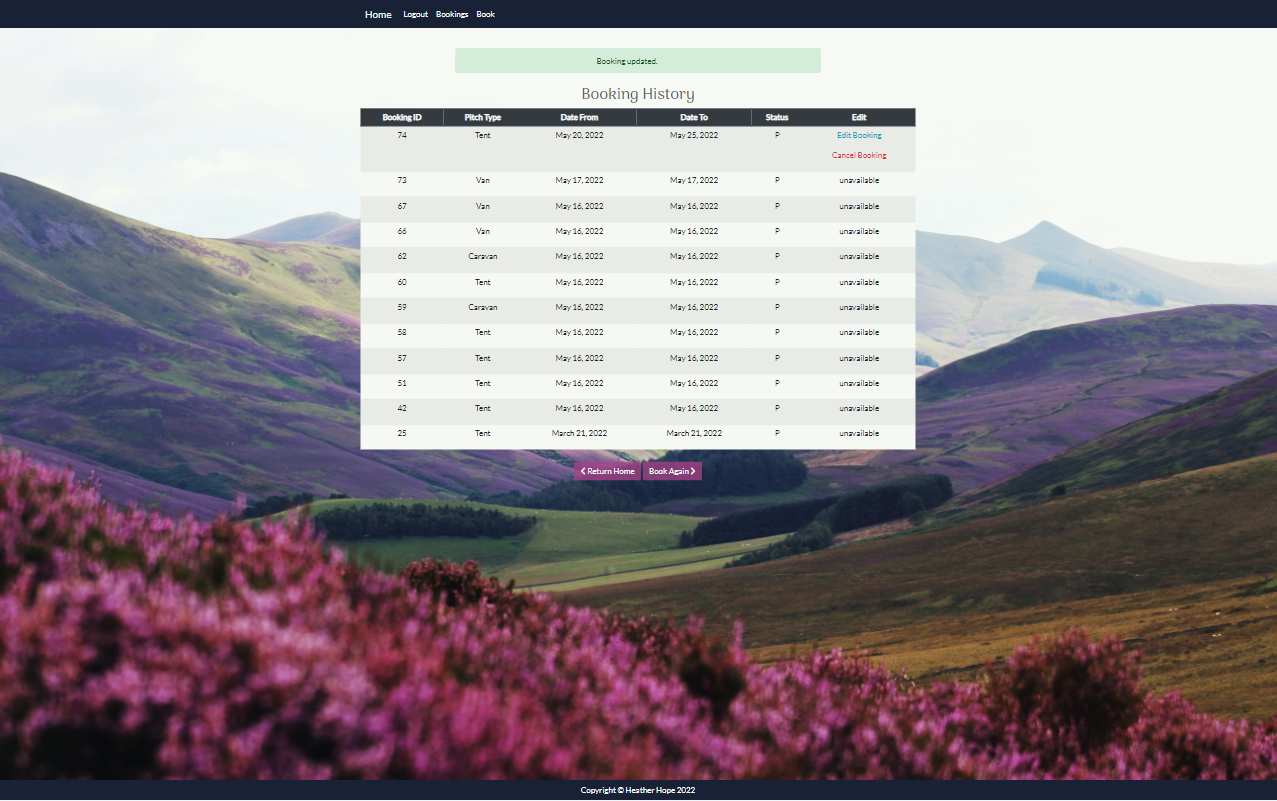 Home Logout Bookings Book
Booking updated.
Booking History
Booking ID Pitch Type Date From Date To Status Edit
74 Tent May 20, 2022 May 25, 2022 P Edit Booking
Cancel Booking
73 Van May 17, 2022 May 17, 2022 P unavailable
67 Van May 16, 2022 May 16, 2022 P unavailable
66 Van May 16, 2022 May 16, 2022 P unavailable
62 Caravan May 16, 2022 May 16, 2022 P unavailable
60 Tent May 16, 2022 May 16, 2022 P unavailable
59 Caravan May 16, 2022 May 16, 2022 P unavailable
58 Tent May 16, 2022 May 16, 2022 P unavailable
57 Tent May 16, 2022 May 16, 2022 P unavailable
51 Tent May 16, 2022 May 16, 2022 P unavailable
42 Tent May 16, 2022 May 16, 2022 P unavailable
25 Tent March 21, 2022 March 21, 2022 P unavailable
Return Home Book Again
Copyright © Heather Hope 2022